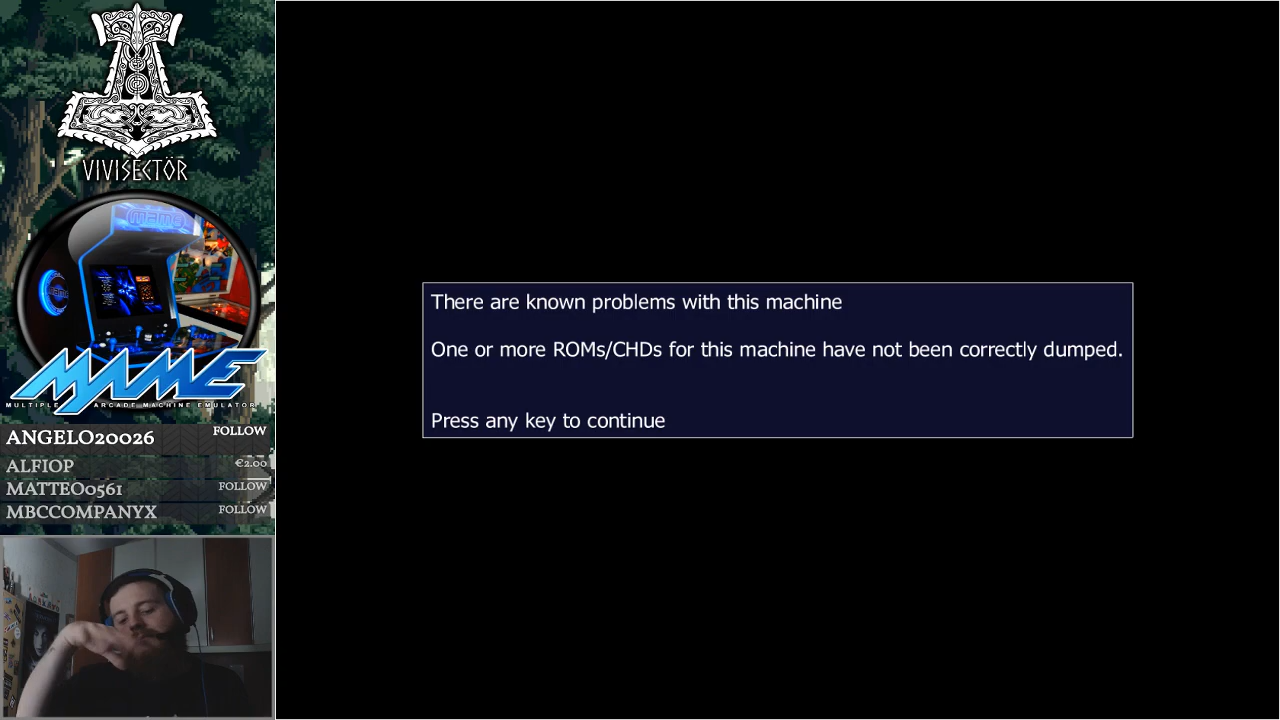 VIVISECTÖR
MAME
MAME
MULTIPLE ARCADE MACHINE EMULATOR
ANGELO20026 FOLLOW
ALFIOP €2.00
MATTEO0561 FOLLOW
MBCCOMPANYX FOLLOW
There are known problems with this machine
One or more ROMs/CHDs for this machine have not been correctly dumped.
Press any key to continue